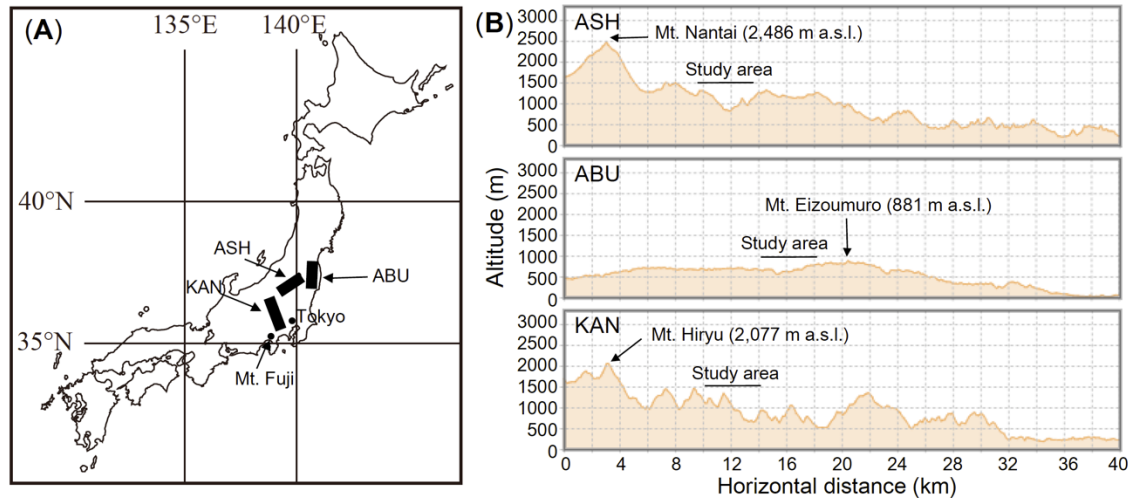 (A)
135°E
140°E
40°N
ASH
ABU
KAN
Tokyo
35°N
Mt. Fuji
(B)
Altitude (m)
3000
2500
2000
1500
1000
500
ASH
Mt. Nantai (2,486 m a.s.l.)
Study area
3000
2500
2000
1500
1000
500
ABU
Mt. Eizoumuro (881 m a.s.l.)
Study area
3000
2500
2000
1500
1000
500
KAN
Mt. Hiryu (2,077 m a.s.l.)
Study area
0 4 8 12 16 20 24 28 32 36 40
Horizontal distance (km)